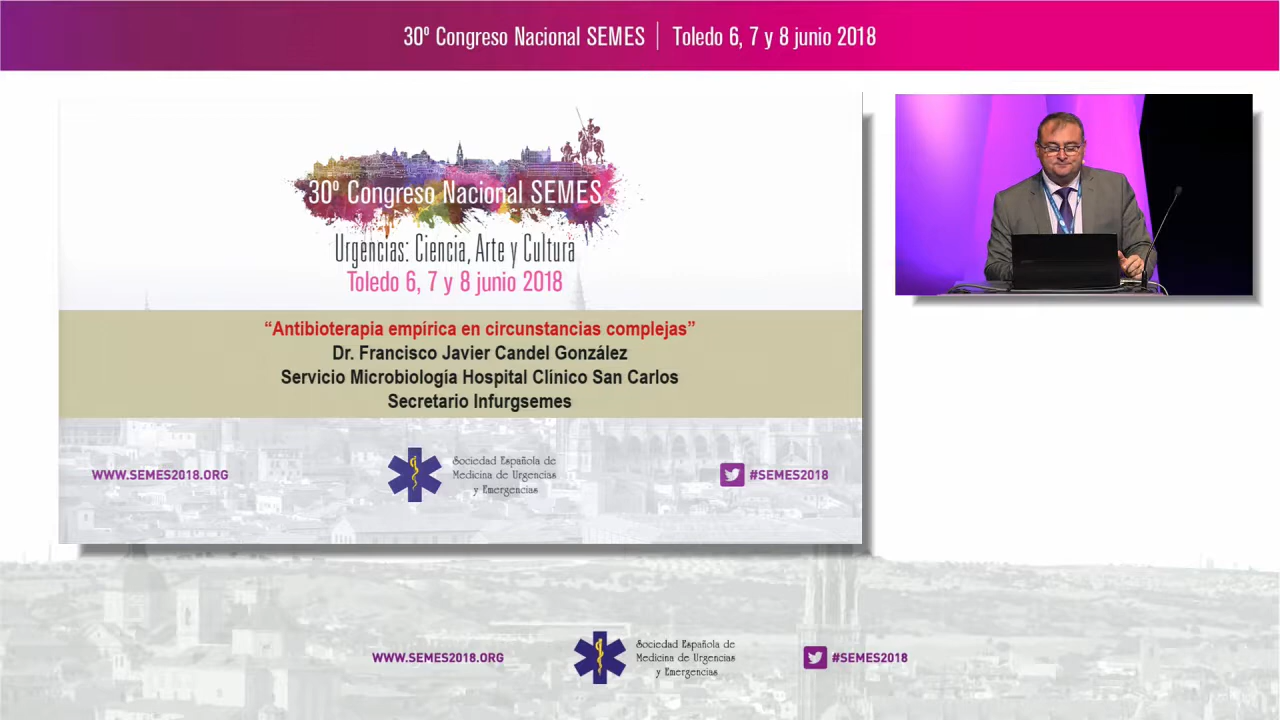 30º Congreso Nacional SEMES | Toledo 6, 7 y 8 junio 2018
30º Congreso Nacional SEMES
Urgencias: Ciencia, Arte y Cultura
Toledo 6, 7 y 8 junio 2018
“Antibioterapia empírica en circunstancias complejas”
Dr. Francisco Javier Candel González
Servicio Microbiología Hospital Clínico San Carlos
Secretario Infurgsemes
WWW.SEMES2018.ORG
Sociedad Española de
Medicina de Urgencias
y Emergencias
#SEMES2018
WWW.SEMES2018.ORG
Sociedad Española de
Medicina de Urgencias
y Emergencias
#SEMES2018